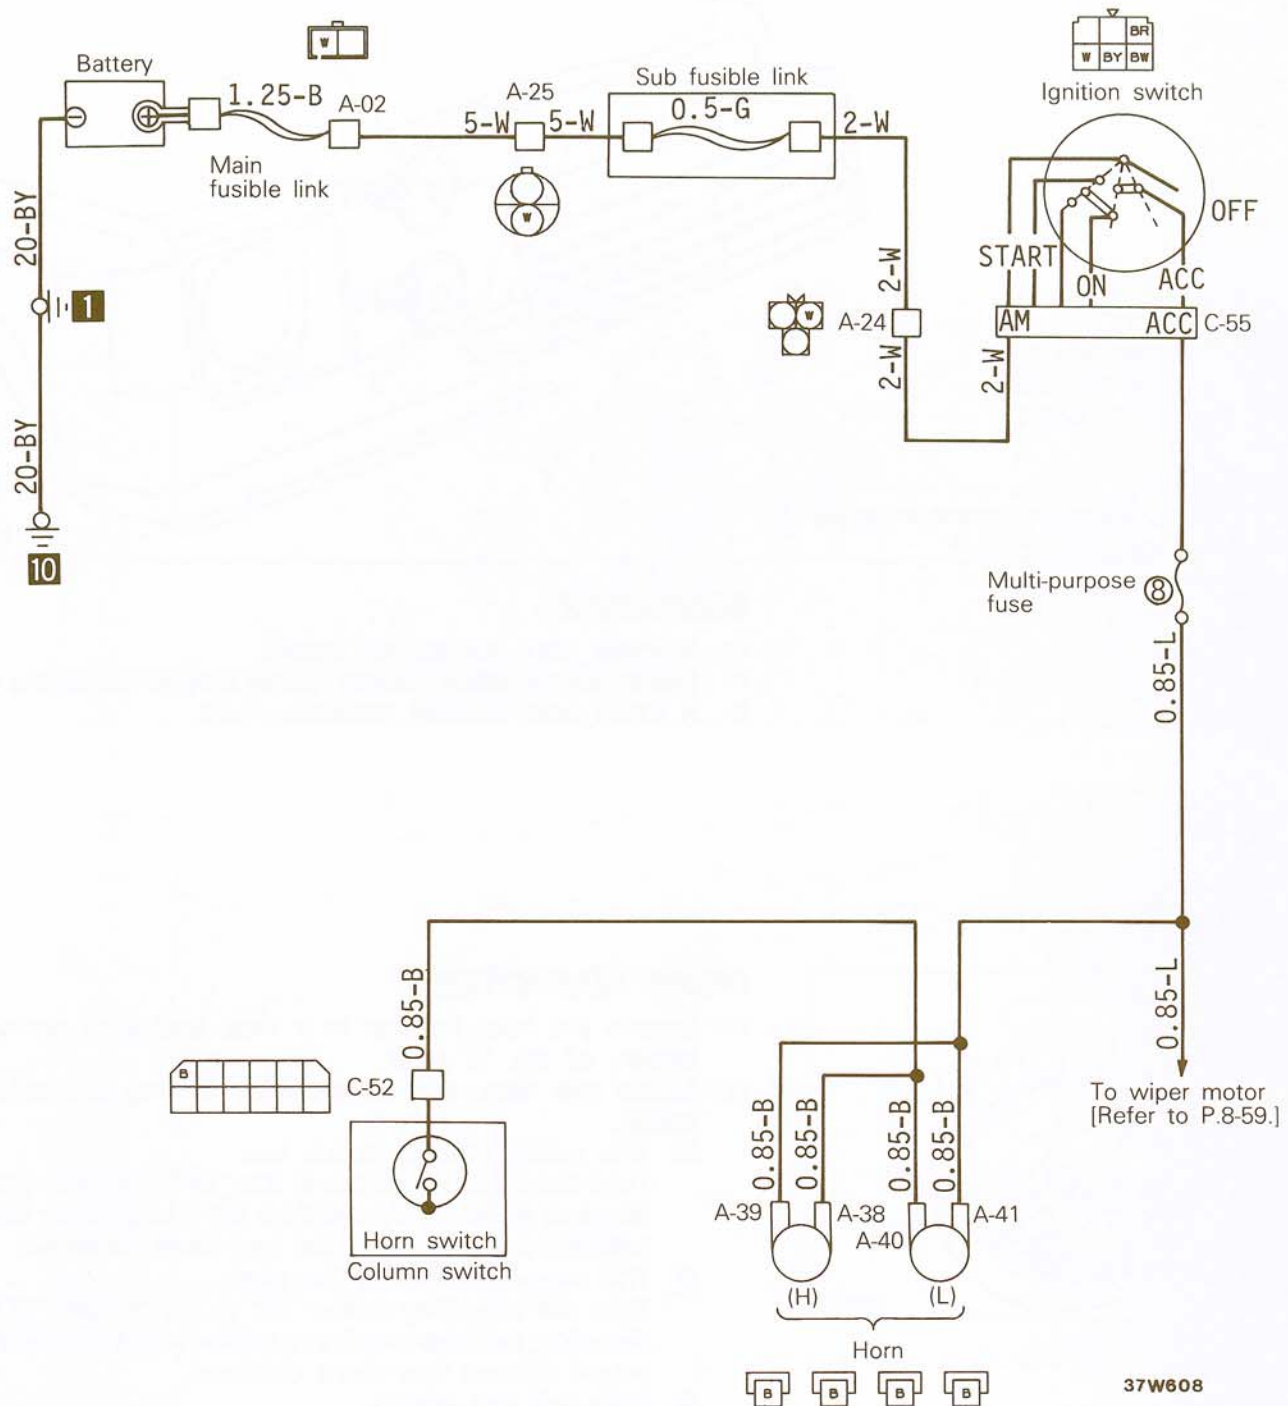 W
BR
W BY BW
Ignition switch
Battery
1.25-B
A-02
Main
fusible link
A-25
5-W 5-W
W
Sub fusible link
0.5-G
2-W
20-BY
1
20-BY
10
2-W
W
A-24
2-W
START
ON
ACC
OFF
AM
ACC
C-55
2-W
Multi-purpose
fuse
8
0.85-L
0.85-L
To wiper motor
[Refer to P.8-59.]
0.85-B
B
C-52
Horn switch
Column switch
0.85-B
0.85-B
0.85-B
0.85-B
A-39
A-38
A-40
A-41
(H)
(L)
Horn
B
B
B
B
37W608